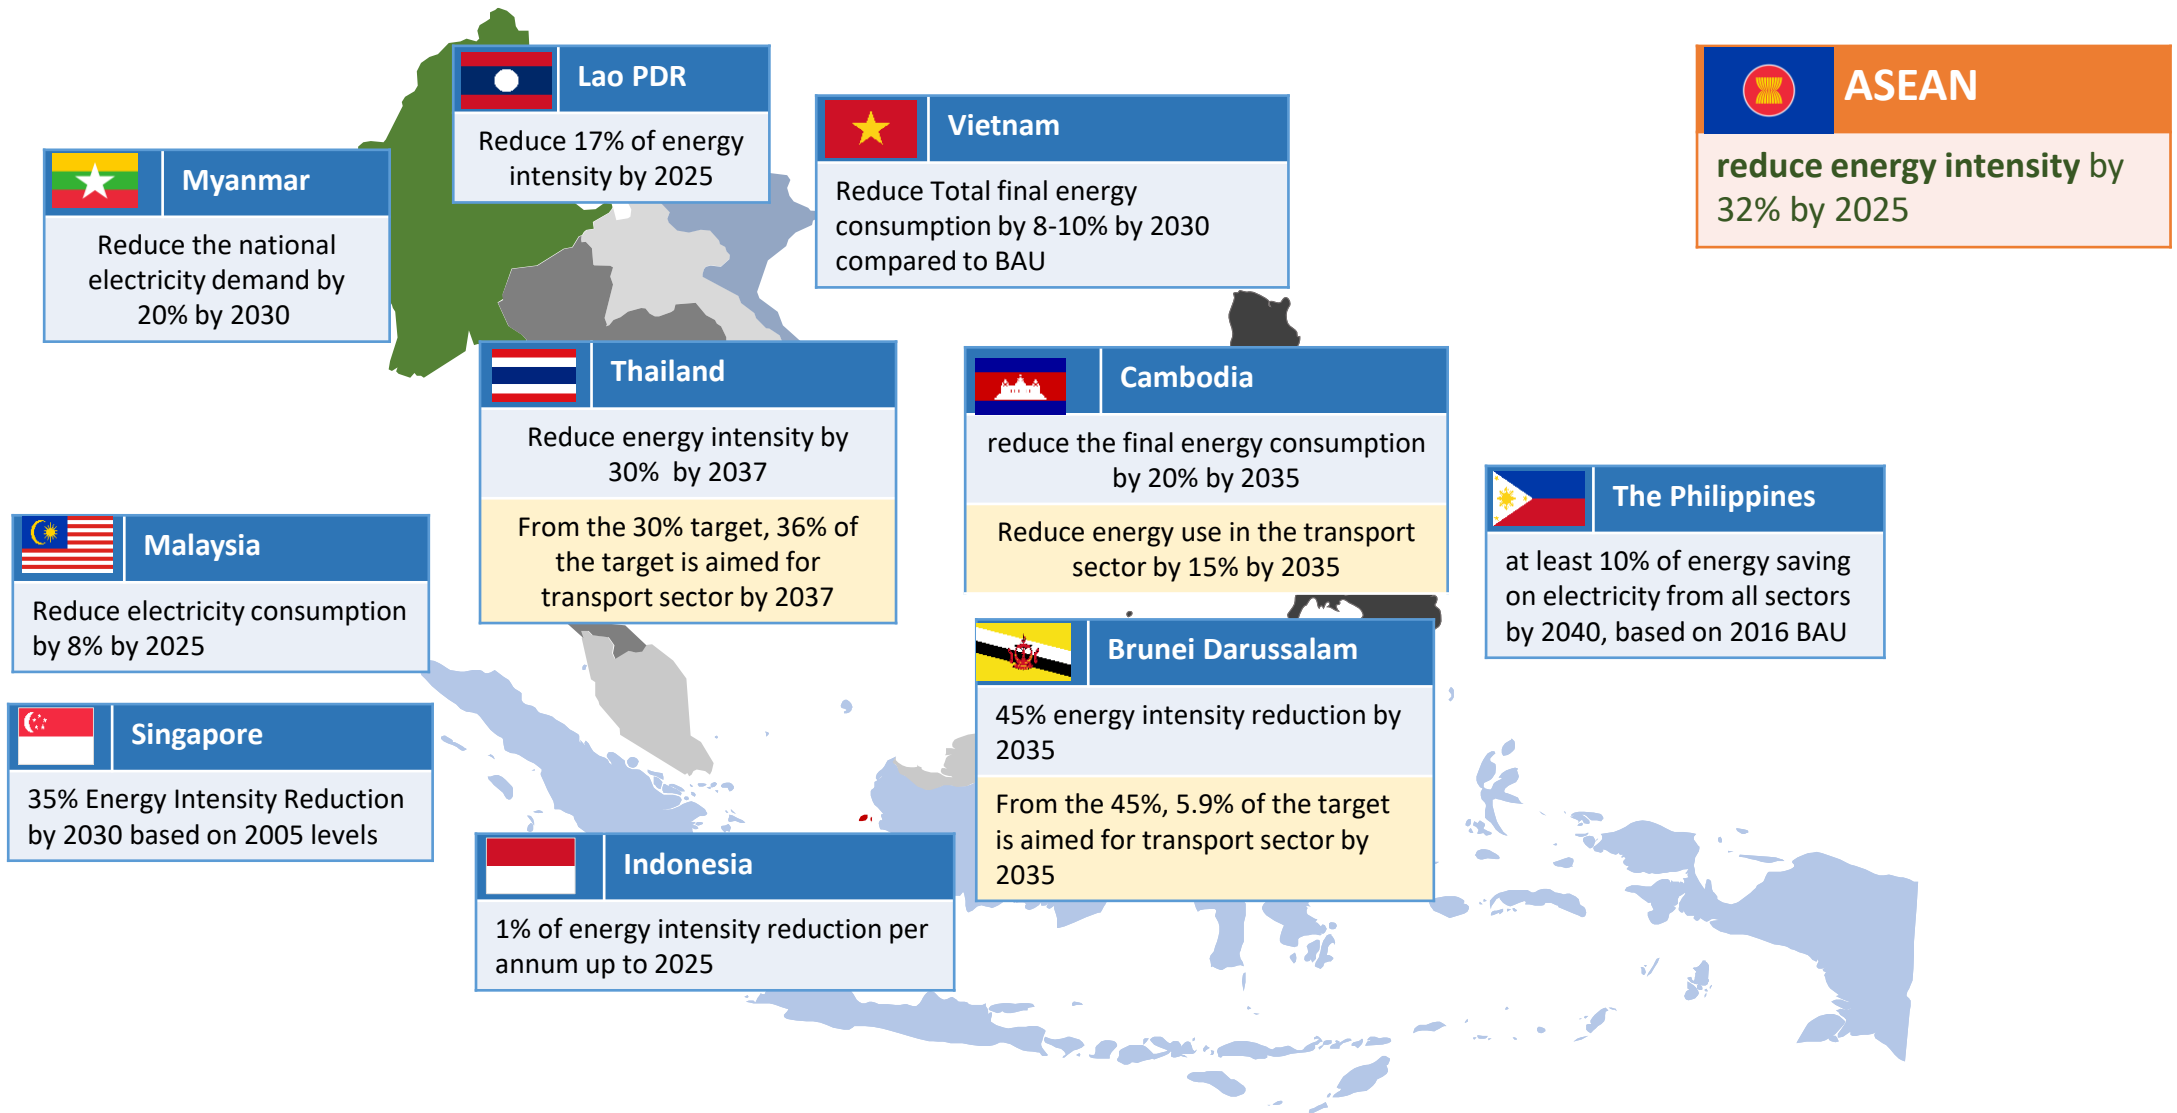 Lao PDR
Reduce 17% of energy
intensity by 2025
ASEAN
reduce energy intensity by
32% by 2025
Vietnam
Reduce Total final energy
consumption by 8-10% by 2030
compared to BAU
Myanmar
Reduce the national
electricity demand by
20% by 2030
Thailand
Reduce energy intensity by
30% by 2037
From the 30% target, 36% of
the target is aimed for
transport sector by 2037
Cambodia
reduce the final energy consumption
by 20% by 2035
Reduce energy use in the transport
sector by 15% by 2035
The Philippines
at least 10% of energy saving
on electricity from all sectors
by 2040, based on 2016 BAU
Malaysia
Reduce electricity consumption
by 8% by 2025
Brunei Darussalam
45% energy intensity reduction by
2035
From the 45%, 5.9% of the target
is aimed for transport sector by
2035
Singapore
35% Energy Intensity Reduction
by 2030 based on 2005 levels
Indonesia
1% of energy intensity reduction per
annum up to 2025